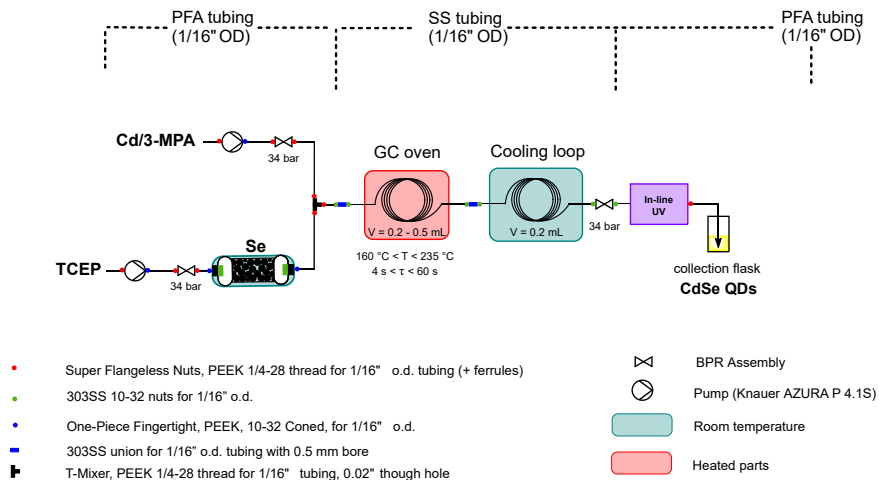 PFA tubing
(1/16" OD)
SS tubing
(1/16" OD)
PFA tubing
(1/16" OD)
Cd/3-MPA
34 bar
GC oven
V = 0.2 - 0.5 mL
160 °C < T < 235 °C
4 s < τ < 60 s
Cooling loop
V = 0.2 mL
34 bar
In-line
UV
collection flask
CdSe QDs
Se
TCEP
34 bar
Super Flangeless Nuts, PEEK 1/4-28 thread for 1/16" o.d. tubing (+ ferrules)
303SS 10-32 nuts for 1/16” o.d.
One-Piece Fingertight, PEEK, 10-32 Coned, for 1/16" o.d.
303SS union for 1/16” o.d. tubing with 0.5 mm bore
T-Mixer, PEEK 1/4-28 thread for 1/16" tubing, 0.02" though hole
BPR Assembly
Pump (Knauer AZURA P 4.1S)
Room temperature
Heated parts